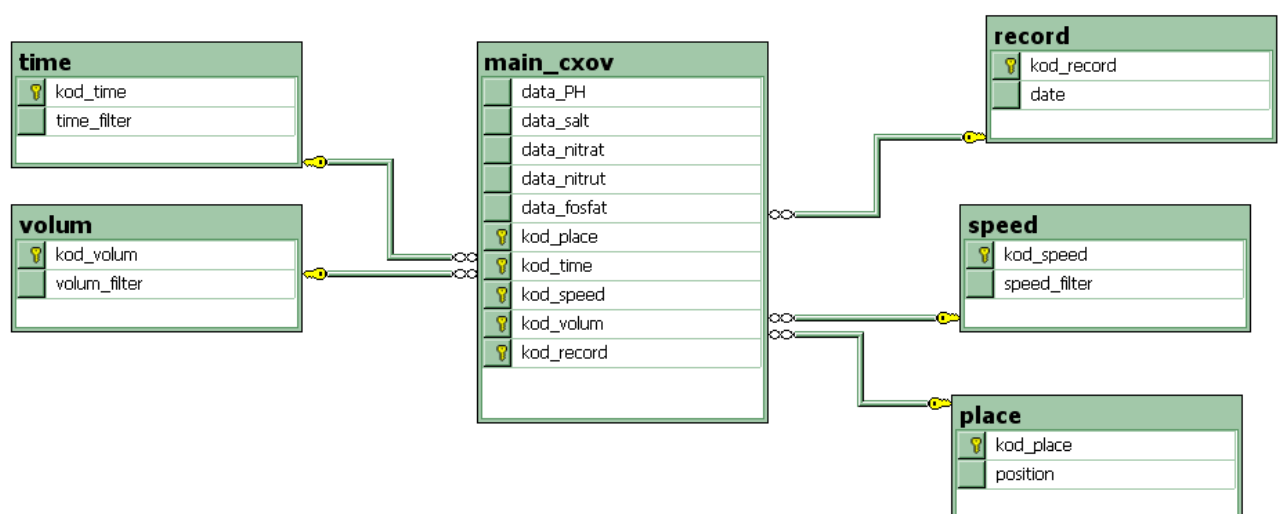 time
kod_time
time_filter
volum
kod_volum
volum_filter
main_cxov
data_PH
data_salt
data_nitrat
data_nitrut
data_fosfat
kod_place
kod_time
kod_speed
kod_volum
kod_record
record
kod_record
date
speed
kod_speed
speed_filter
place
kod_place
position